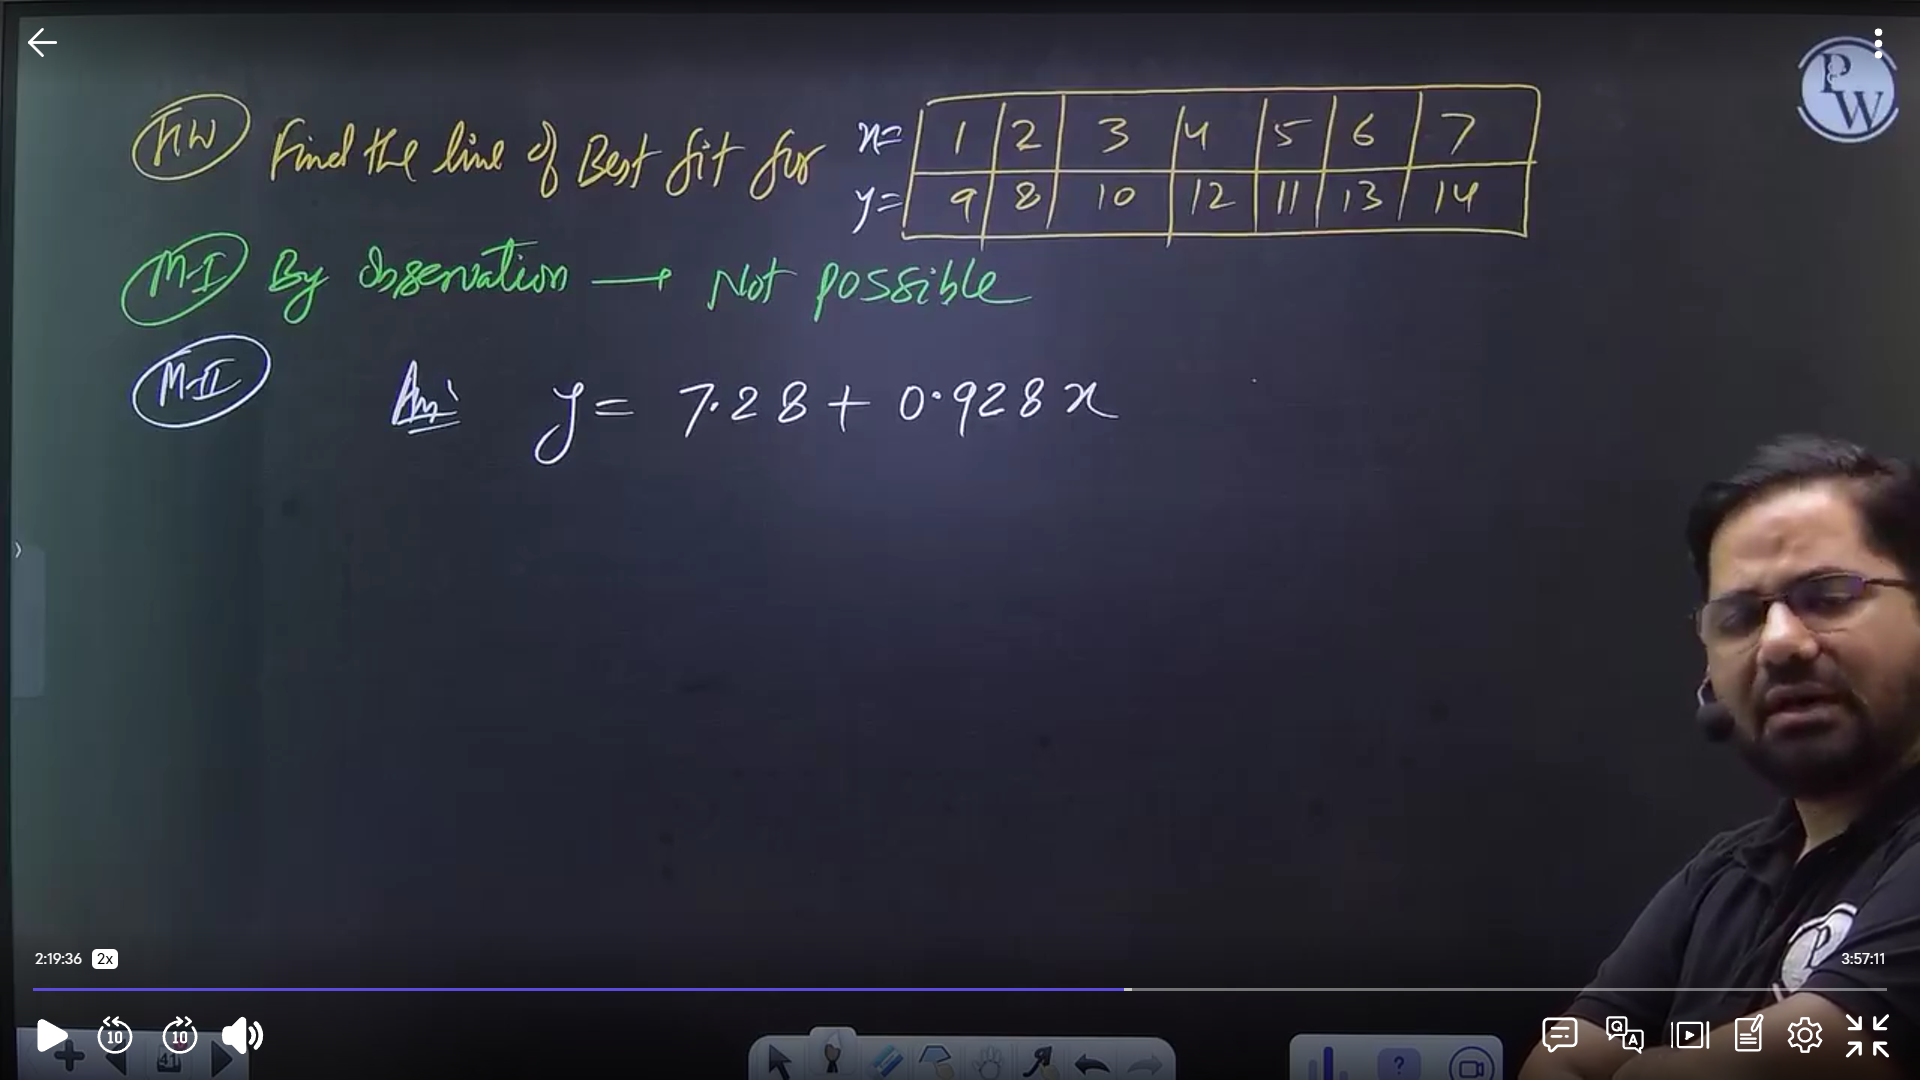 PW
HW Find the line of Best fit for x= 1 2 3 4 5 6 7
y= 9 8 10 12 11 13 14
M-I By observation → Not possible
M-II Ans: y = 7.28 + 0.928x
P
2:19:36 2x 3:57:11
10 10 Q A
41 ?